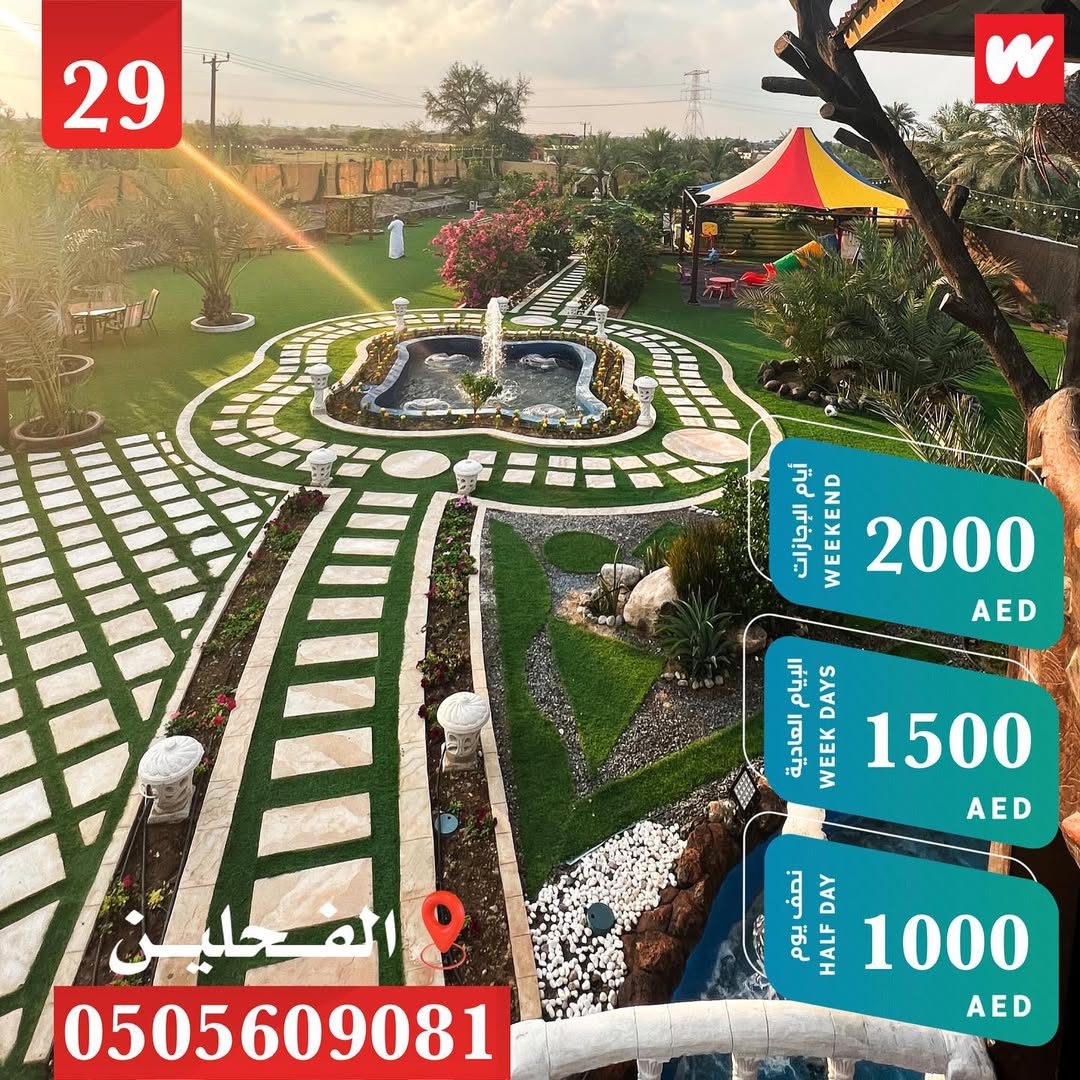 29
W
أيام الإجازات
WEEKEND
2000
AED
الإيام العادية
WEEK DAYS
1500
AED
نصف يوم
HALF DAY
1000
AED
الفحلين
0505609081